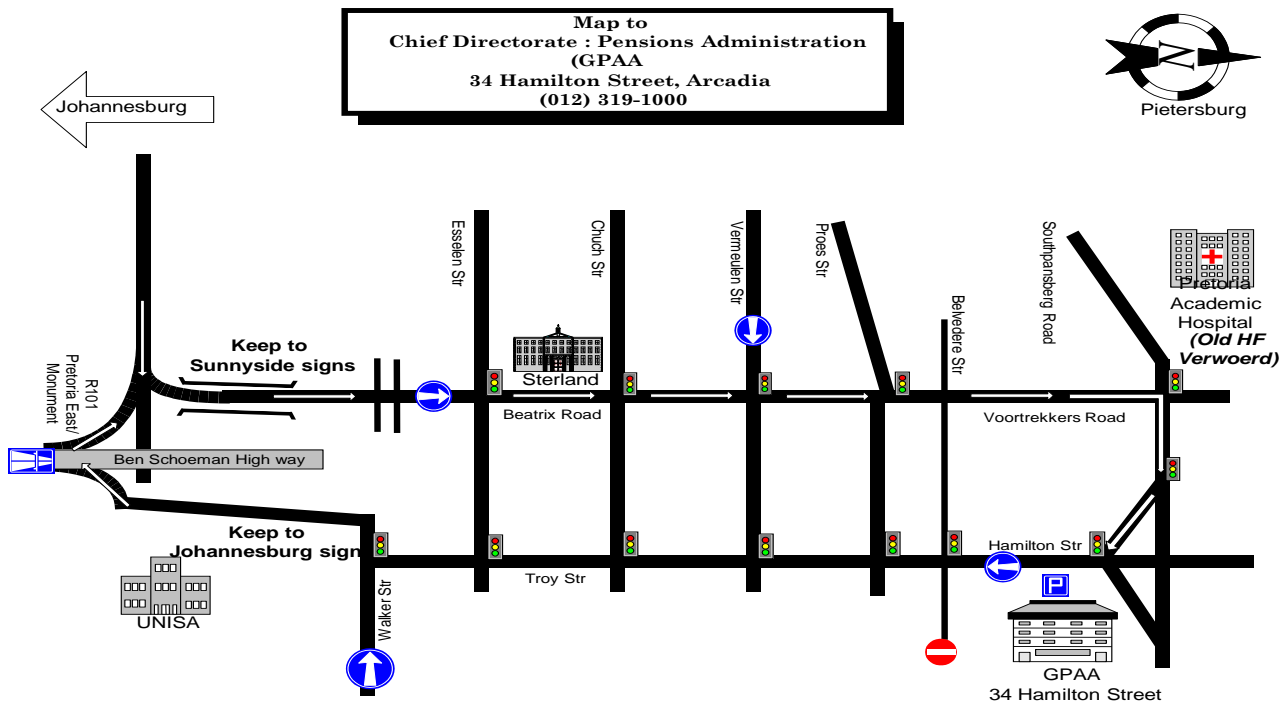 Map to
Chief Directorate : Pensions Administration
(GPAA
34 Hamilton Street, Arcadia
(012) 319-1000
Johannesburg
N
Pietersburg
Esselen Str
Chuch Str
Vermeulen Str
Proes Str
Belvedere Str
Southpansberg Road
Pretoria
Academic
Hospital
(Old HF
Verwoerd)
Keep to
Sunnyside signs
Sterland
Beatrix Road
Voortrekkers Road
R101
Pretoria East/
Monument
Ben Schoeman High way
Keep to
Johannesburg sign
UNISA
Walker Str
Troy Str
Hamilton Str
P
GPAA
34 Hamilton Street